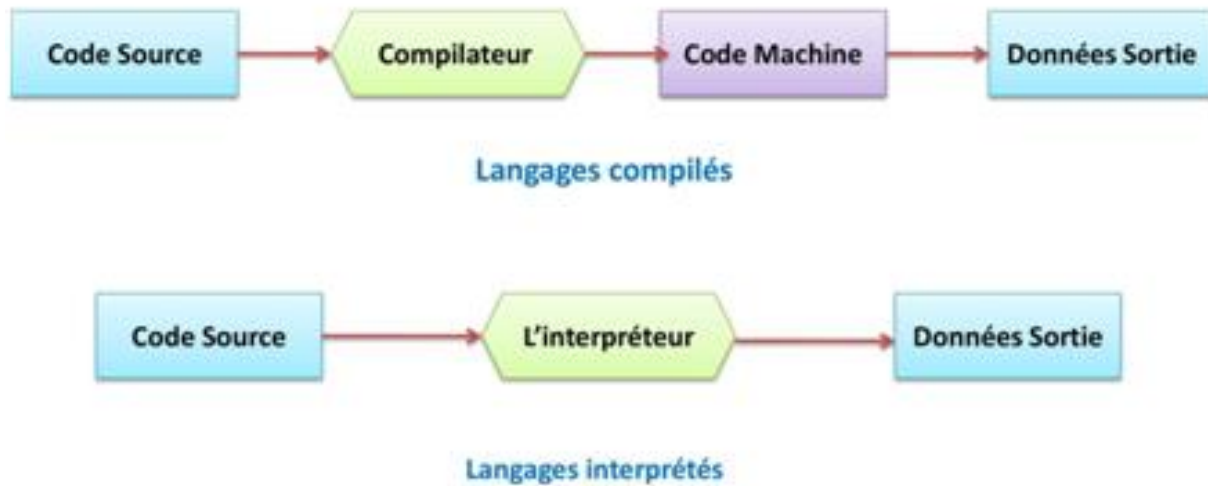 Code Source
Compilateur
Code Machine
Données Sortie
Langages compilés
Code Source
L'interpréteur
Données Sortie
Langages interprétés